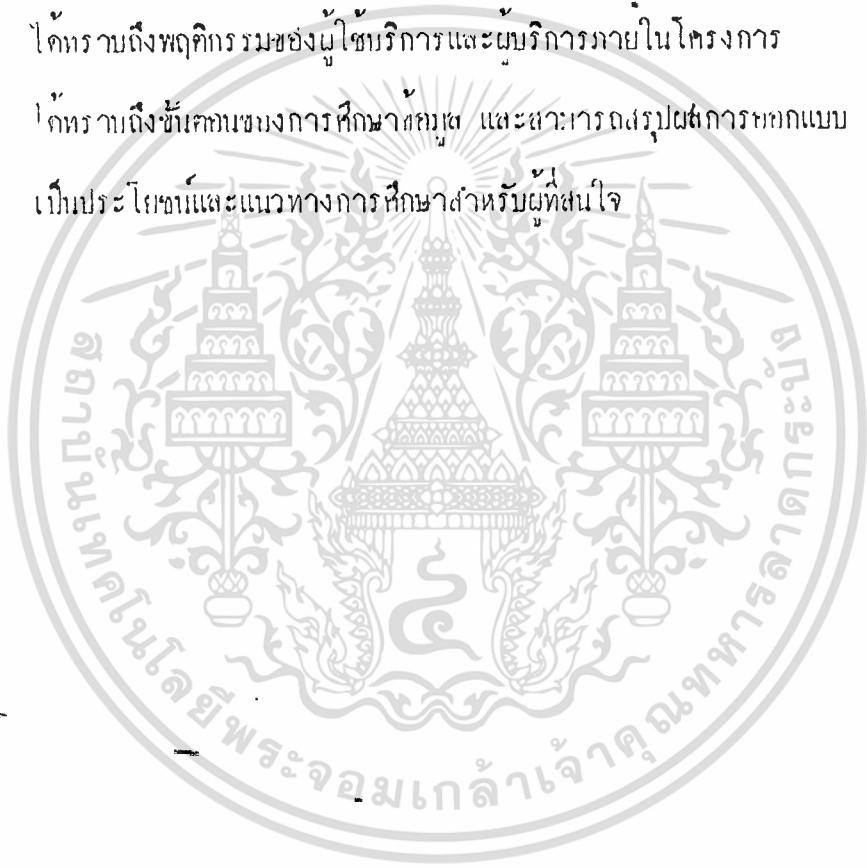 ได้ทราบถึงพฤติกรรมของผู้ใช้บริการและผู้บริการภายในโครงการ
ได้ทราบถึงขั้นตอนของการศึกษาข้อมูล และสามารถสรุปผลการออกแบบ
เป็นประโยชน์และแนวทางการศึกษาสำหรับผู้ที่สนใจ
สถาบันเทคโนโลยีพระจอมเกล้าเจ้าคุณทหารลาดกระบัง